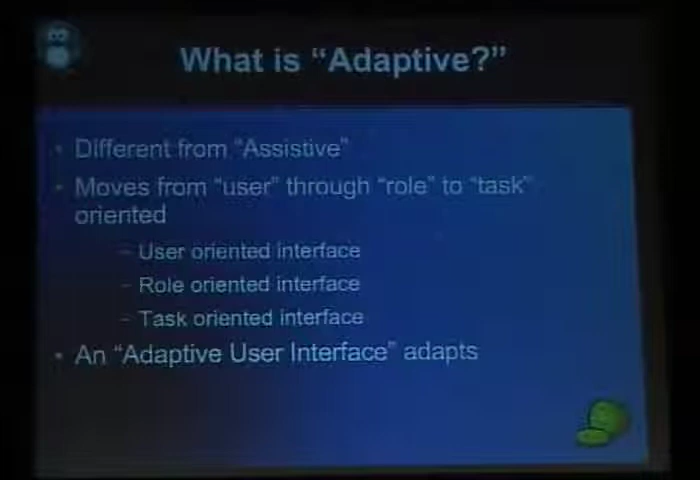 What is “Adaptive?”
• Different from “Assistive”
• Moves from “user” through “role” to “task”
oriented
– User oriented interface
– Role oriented interface
– Task oriented interface
• An “Adaptive User Interface” adapts